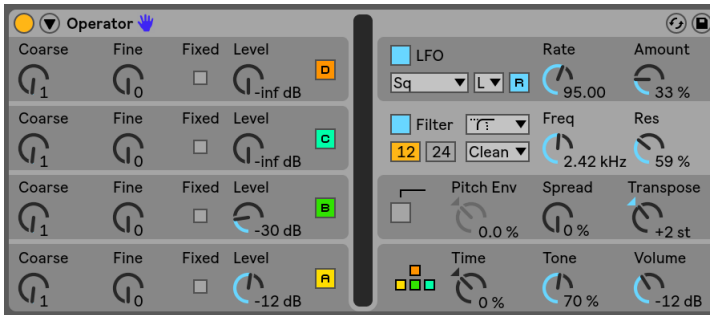 Operator
Coarse Fine Fixed Level
1 0 -inf dB D
Coarse Fine Fixed Level
1 0 -inf dB C
Coarse Fine Fixed Level
1 0 -30 dB B
Coarse Fine Fixed Level
1 0 -12 dB A
LFO Rate Amount
Sq L R 95.00 33 %
Filter Freq Res
12 24 Clean 2.42 kHz 59 %
Pitch Env Spread Transpose
0.0 % 0 % +2 st
Time Tone Volume
0 % 70 % -12 dB